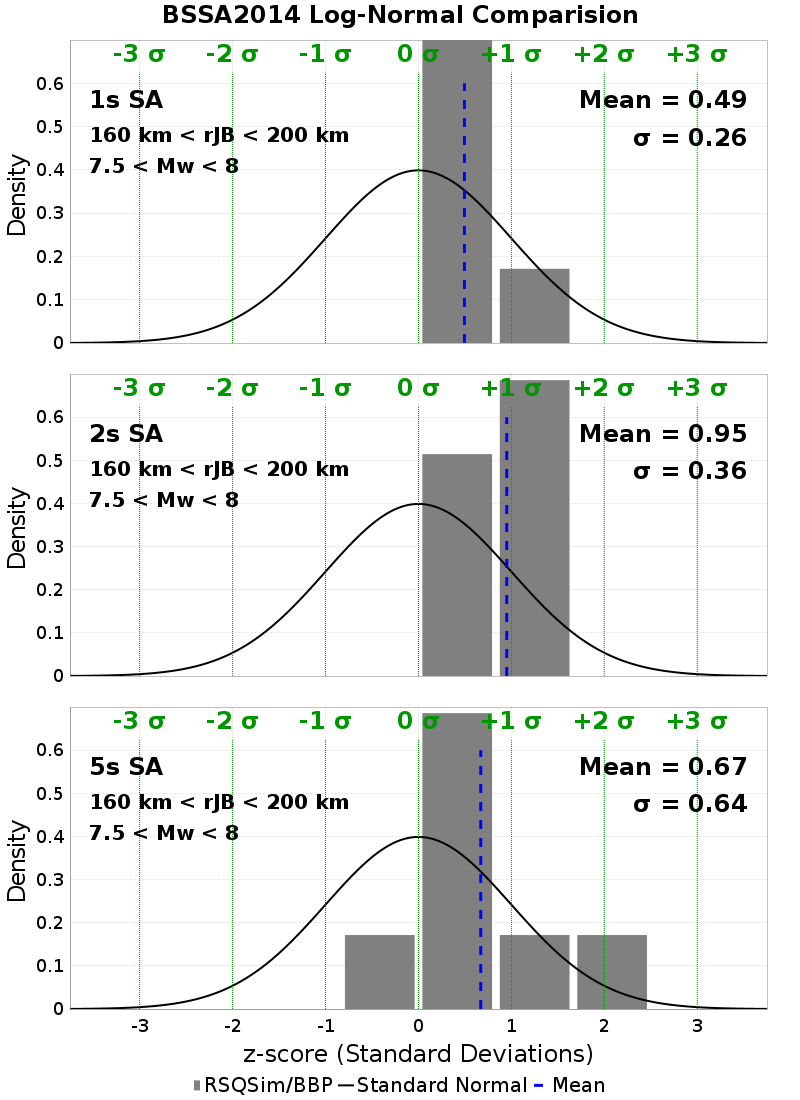 BSSA2014 Log-Normal Comparision
-3 σ -2 σ -1 σ 0 σ +1 σ +2 σ +3 σ
0.6
1s SA Mean = 0.49
0.5
160 km < rJB < 200 km σ = 0.26
7.5 < Mw < 8
0.4
Density
0.3
0.2
0.1
0
-3 σ -2 σ -1 σ 0 σ +1 σ +2 σ +3 σ
0.6
2s SA Mean = 0.95
0.5
160 km < rJB < 200 km σ = 0.36
7.5 < Mw < 8
0.4
Density
0.3
0.2
0.1
0
-3 σ -2 σ -1 σ 0 σ +1 σ +2 σ +3 σ
0.6
5s SA Mean = 0.67
0.5
160 km < rJB < 200 km σ = 0.64
7.5 < Mw < 8
0.4
Density
0.3
0.2
0.1
0
-3 -2 -1 0 1 2 3
z-score (Standard Deviations)
RSQSim/BBP Standard Normal Mean